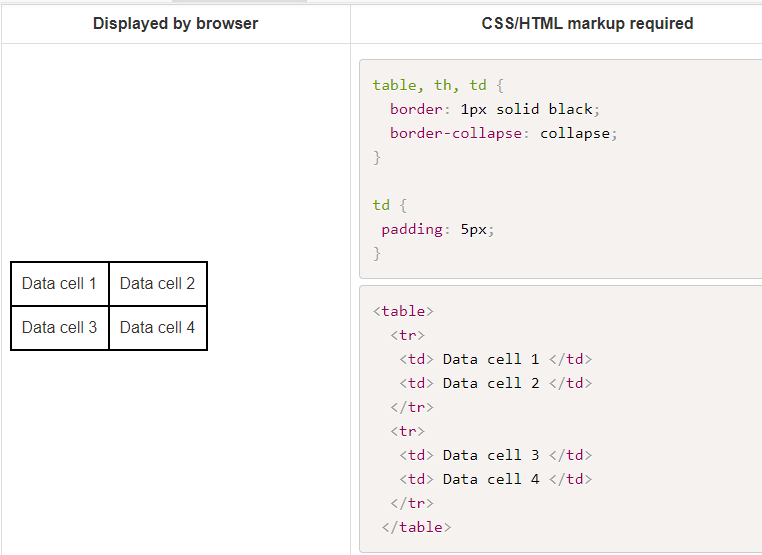 Displayed by browser
CSS/HTML markup required
Data cell 1 Data cell 2
Data cell 3 Data cell 4
table, th, td {
  border: 1px solid black;
  border-collapse: collapse;
}

td {
 padding: 5px;
}
<table>
  <tr>
   <td> Data cell 1 </td>
   <td> Data cell 2 </td>
  </tr>
  <tr>
   <td> Data cell 3 </td>
   <td> Data cell 4 </td>
  </tr>
 </table>